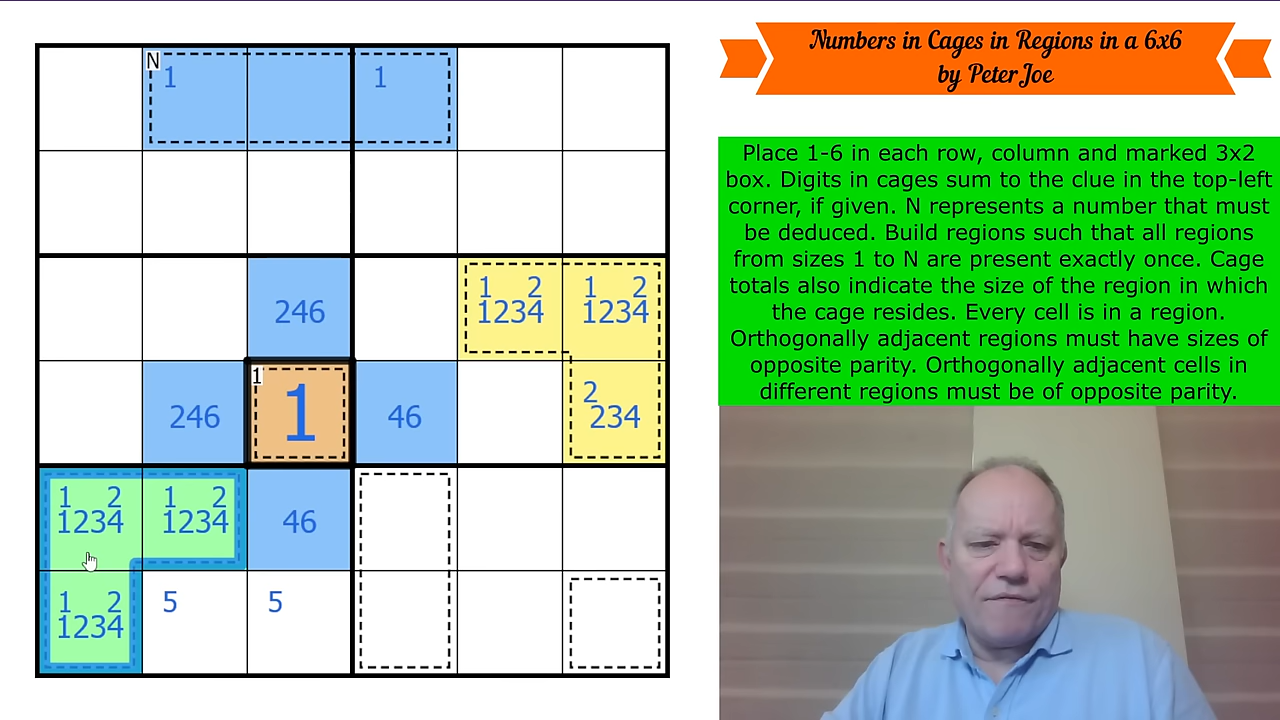 Numbers in Cages in Regions in a 6x6
by PeterJoe
Place 1-6 in each row, column and marked 3x2
box. Digits in cages sum to the clue in the top-left
corner, if given. N represents a number that must
be deduced. Build regions such that all regions
from sizes 1 to N are present exactly once. Cage
totals also indicate the size of the region in which
the cage resides. Every cell is in a region.
Orthogonally adjacent regions must have sizes of
opposite parity. Orthogonally adjacent cells in
different regions must be of opposite parity.
N 1 1
246 1 2 1 2
1234 1234
246 1 1 46 2
234
1 2 1 2 46
1234 1234
1 2 5 5
1234